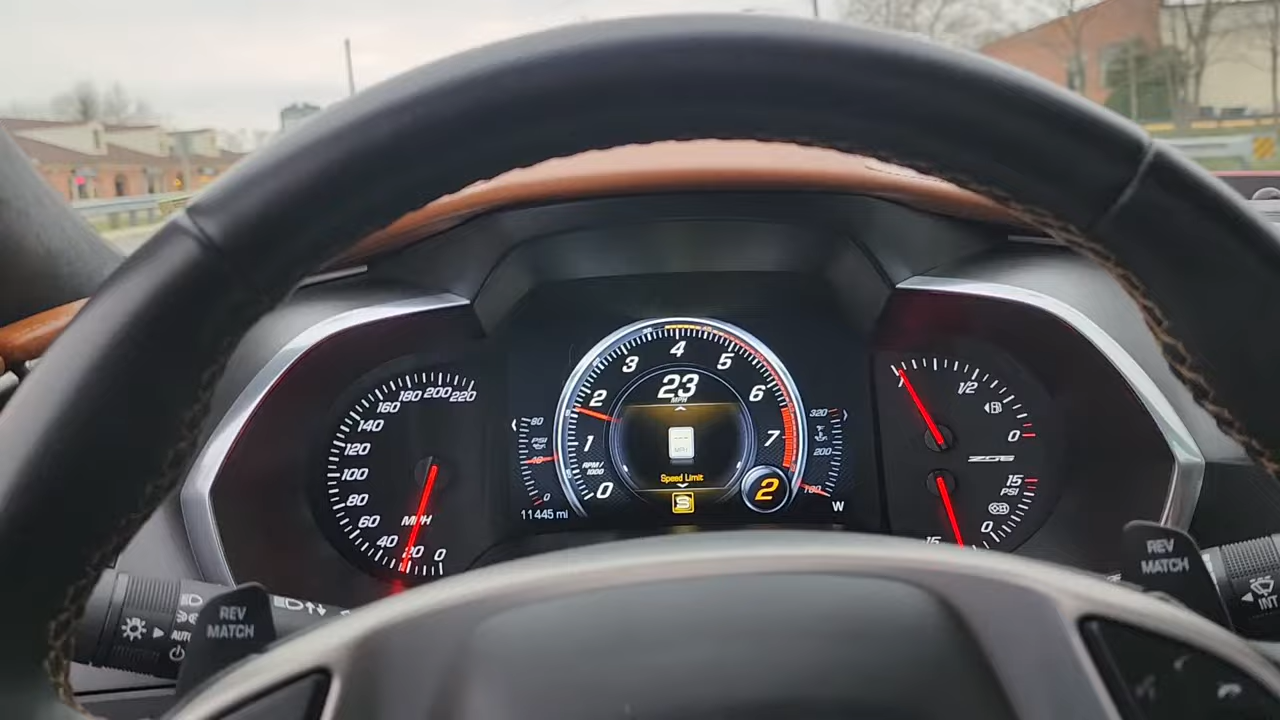 220
200
180
160
140
120
100
80
60
40
20
0
MPH
80
PSI
40
0
11445 mi
0
1
2
3
4
5
6
7
RPM/
1000
23
MPH
MPH
Speed Limit
S
2
320
200
W
1/2
0
Z06
15
PSI
0
15
REV
MATCH
AUTO
REV
MATCH
INT